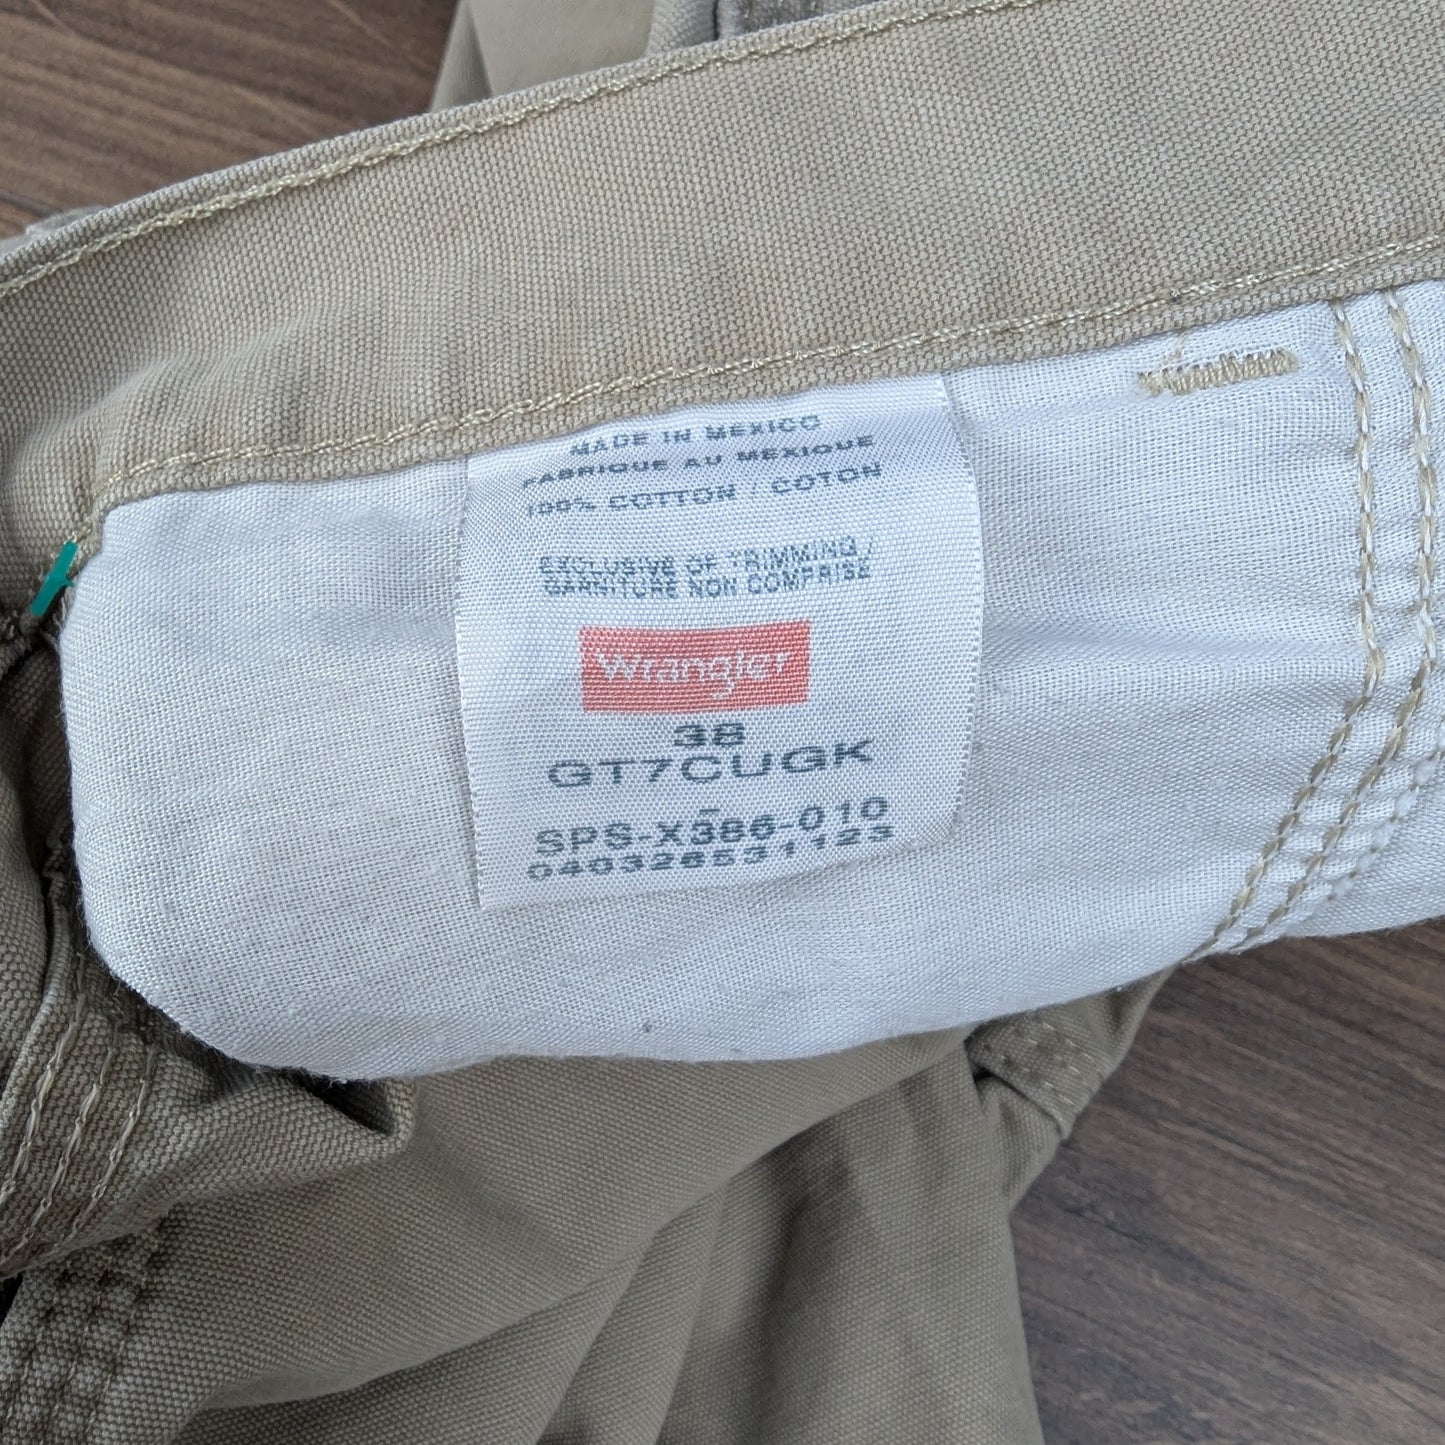 MADE IN MEXICO
FABRIQUE AU MEXIQUE
100% COTTON / COTON
EXCLUSIVE OF TRIMMING /
GARNITURE NON COMPRISE
Wrangler
38
GT7CUGK
-
SPS-X386-010
040326531123